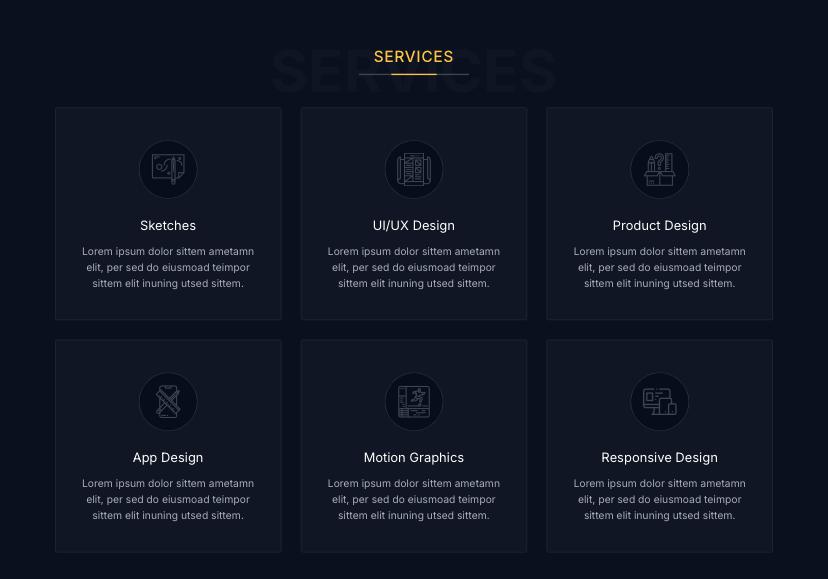 SERVICES
SERVICES
Sketches
Lorem ipsum dolor sittem ametamn
elit, per sed do eiusmoad teimpor
sittem elit inuning utsed sittem.
UI/UX Design
Lorem ipsum dolor sittem ametamn
elit, per sed do eiusmoad teimpor
sittem elit inuning utsed sittem.
Product Design
Lorem ipsum dolor sittem ametamn
elit, per sed do eiusmoad teimpor
sittem elit inuning utsed sittem.
App Design
Lorem ipsum dolor sittem ametamn
elit, per sed do eiusmoad teimpor
sittem elit inuning utsed sittem.
Motion Graphics
Lorem ipsum dolor sittem ametamn
elit, per sed do eiusmoad teimpor
sittem elit inuning utsed sittem.
Responsive Design
Lorem ipsum dolor sittem ametamn
elit, per sed do eiusmoad teimpor
sittem elit inuning utsed sittem.